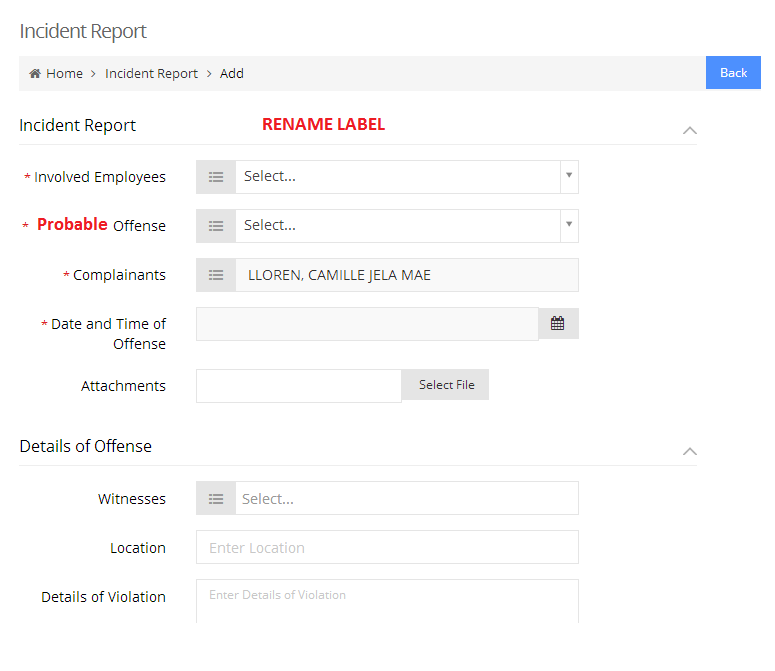 Incident Report
Home > Incident Report > Add Back
Incident Report RENAME LABEL
* Involved Employees Select...
* Probable Offense Select...
* Complainants LLOREN, CAMILLE JELA MAE
* Date and Time of
Offense
Attachments Select File
Details of Offense
Witnesses Select...
Location Enter Location
Details of Violation Enter Details of Violation